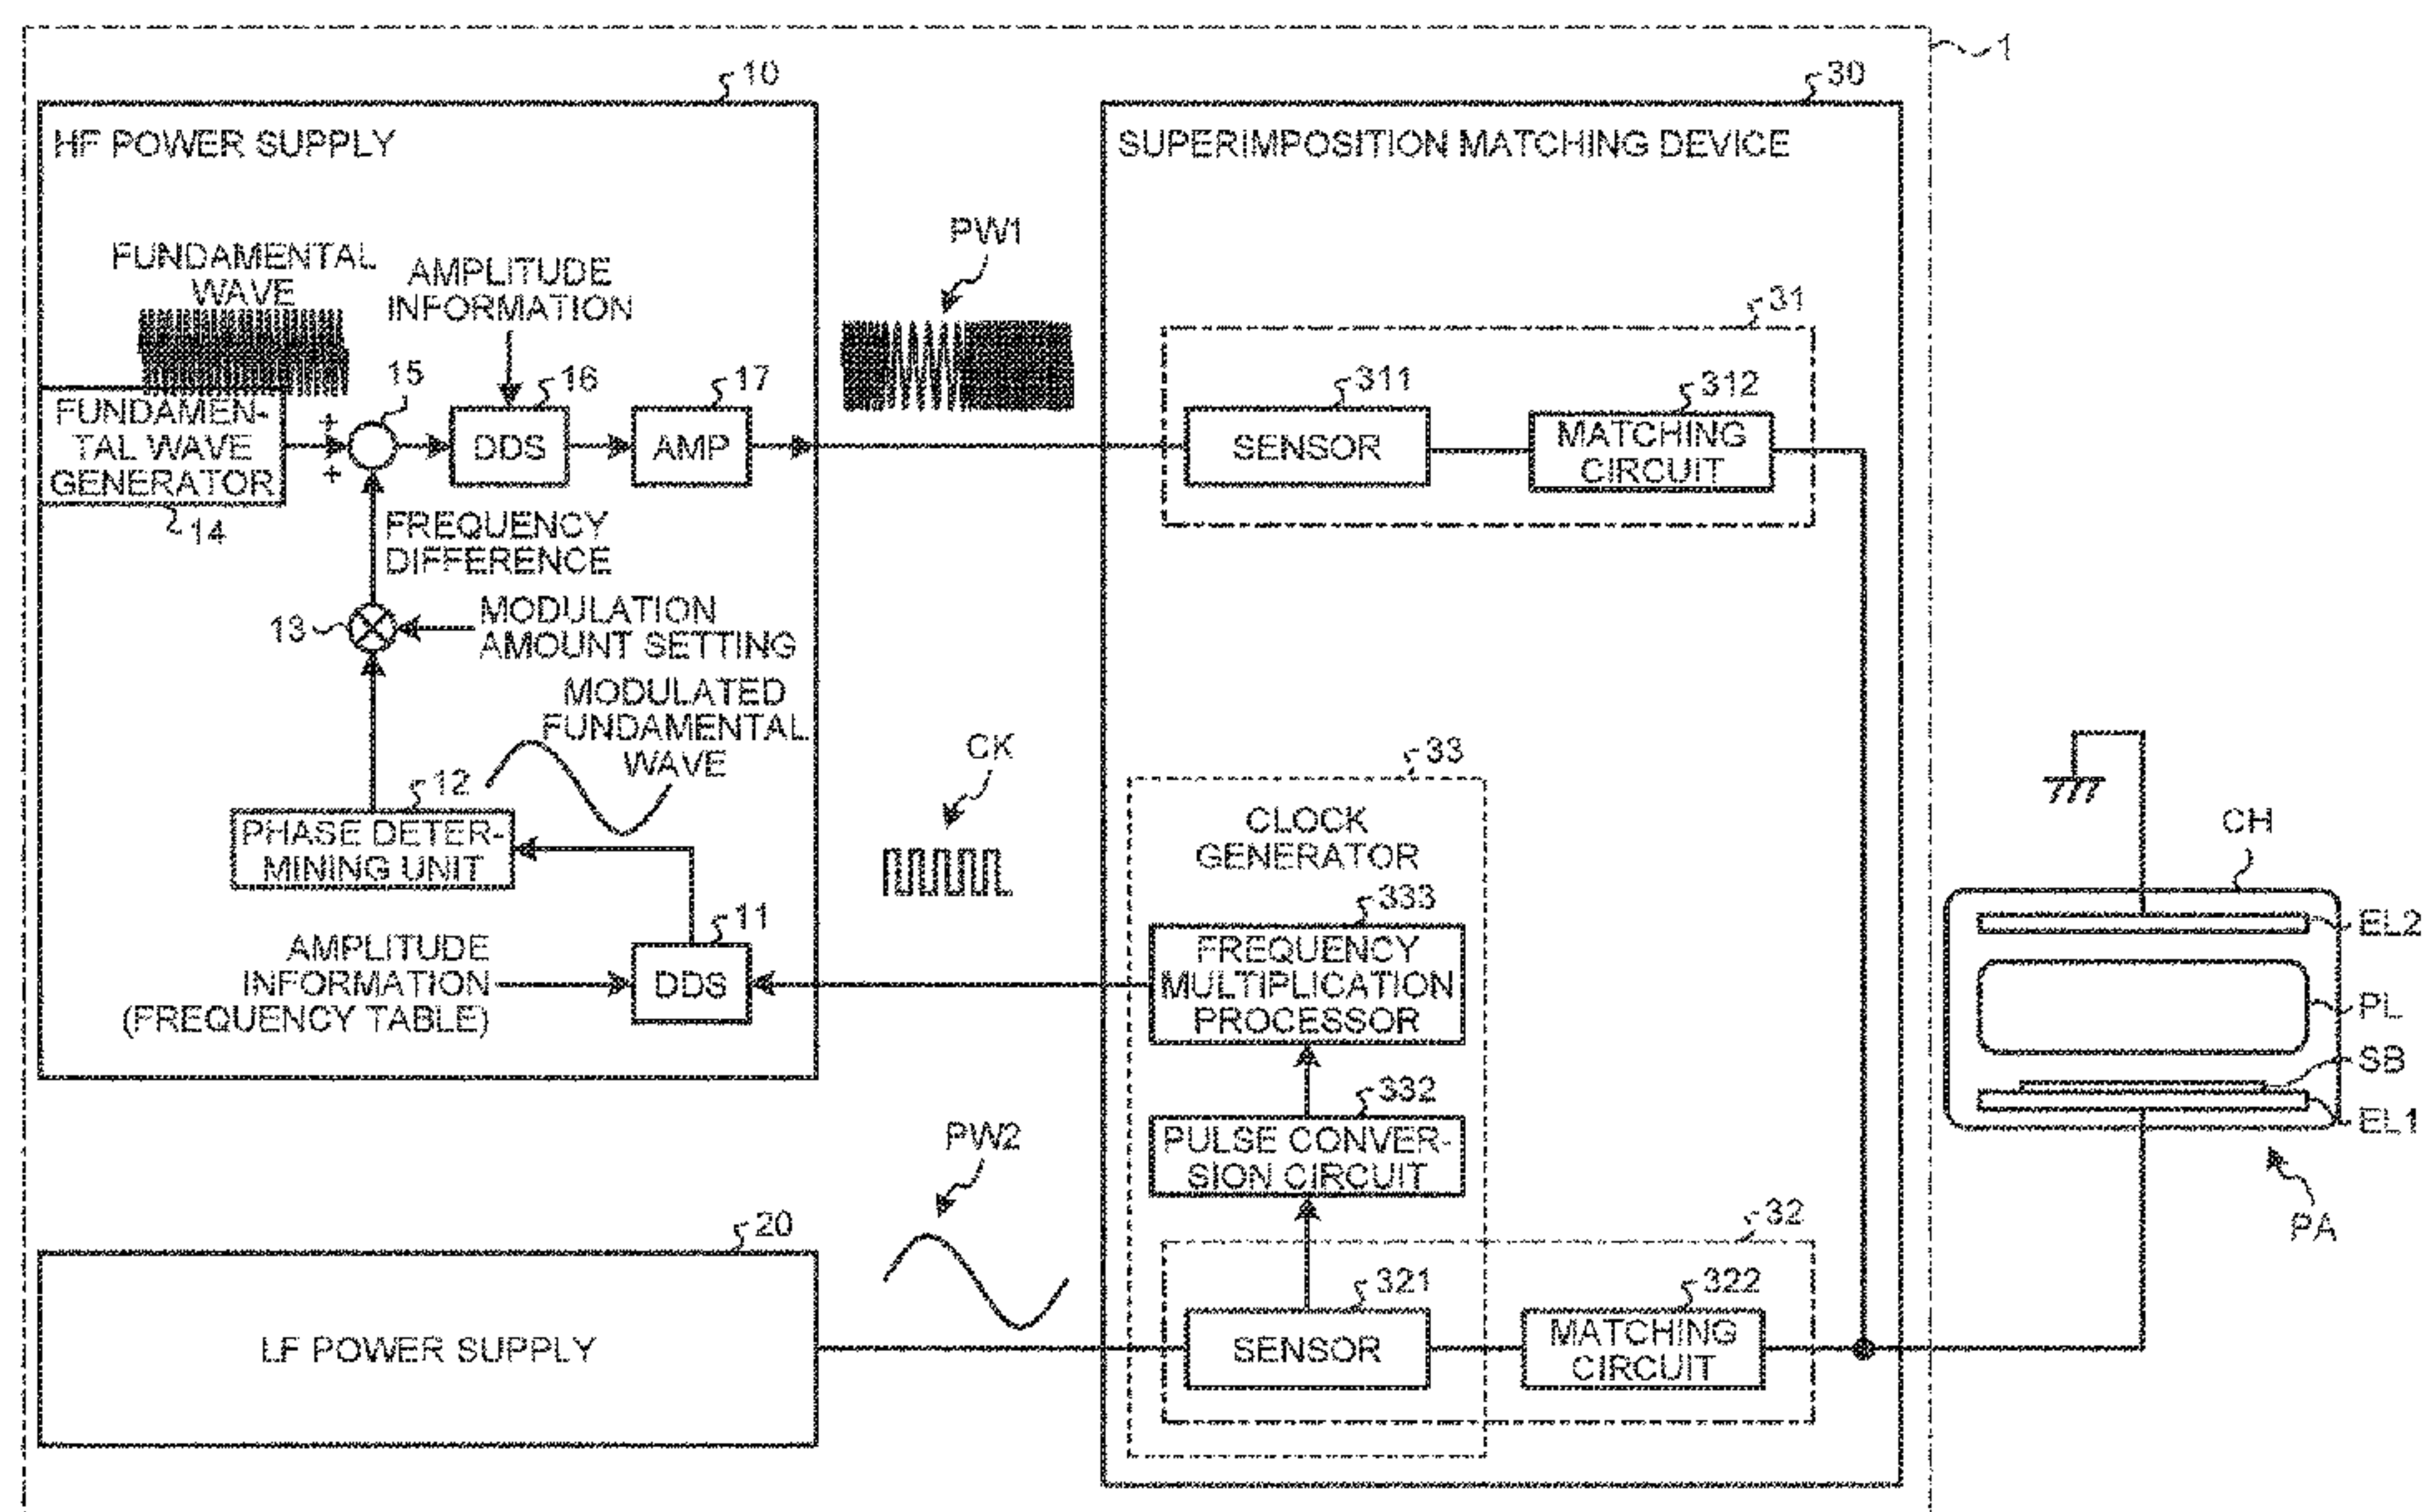 1
10
30
HF POWER SUPPLY
SUPERIMPOSITION MATCHING DEVICE
FUNDAMENTAL
WAVE
AMPLITUDE
INFORMATION
PW1
31
15
16
17
311
312
FUNDAMEN-
TAL WAVE
GENERATOR
+
+
DDS
AMP
SENSOR
MATCHING
CIRCUIT
14
FREQUENCY
DIFFERENCE
13
MODULATION
AMOUNT SETTING
MODULATED
FUNDAMENTAL
WAVE
CK
33
12
PHASE DETER-
MINING UNIT
CLOCK
GENERATOR
CH
333
11
EL2
AMPLITUDE
INFORMATION
(FREQUENCY TABLE)
DDS
FREQUENCY
MULTIPLICATION
PROCESSOR
PL
SB
332
EL1
PW2
PULSE CONVER-
SION CIRCUIT
PA
20
32
321
322
LF POWER SUPPLY
SENSOR
MATCHING
CIRCUIT